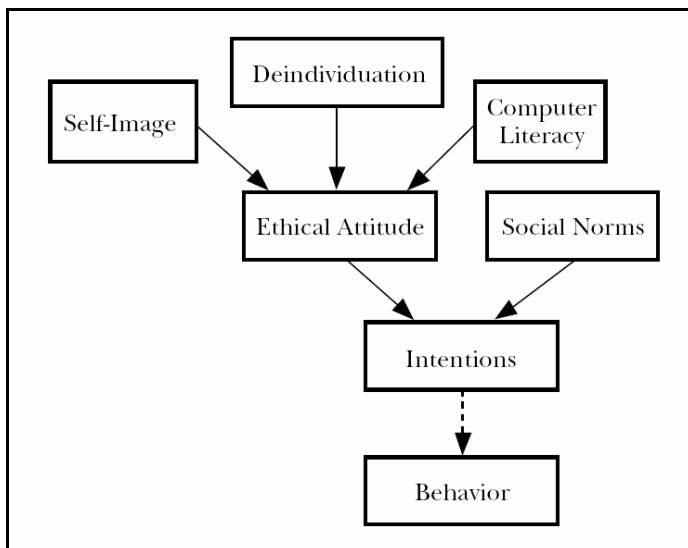 Deindividuation
Self-Image
Computer
Literacy
Ethical Attitude
Social Norms
Intentions
Behavior